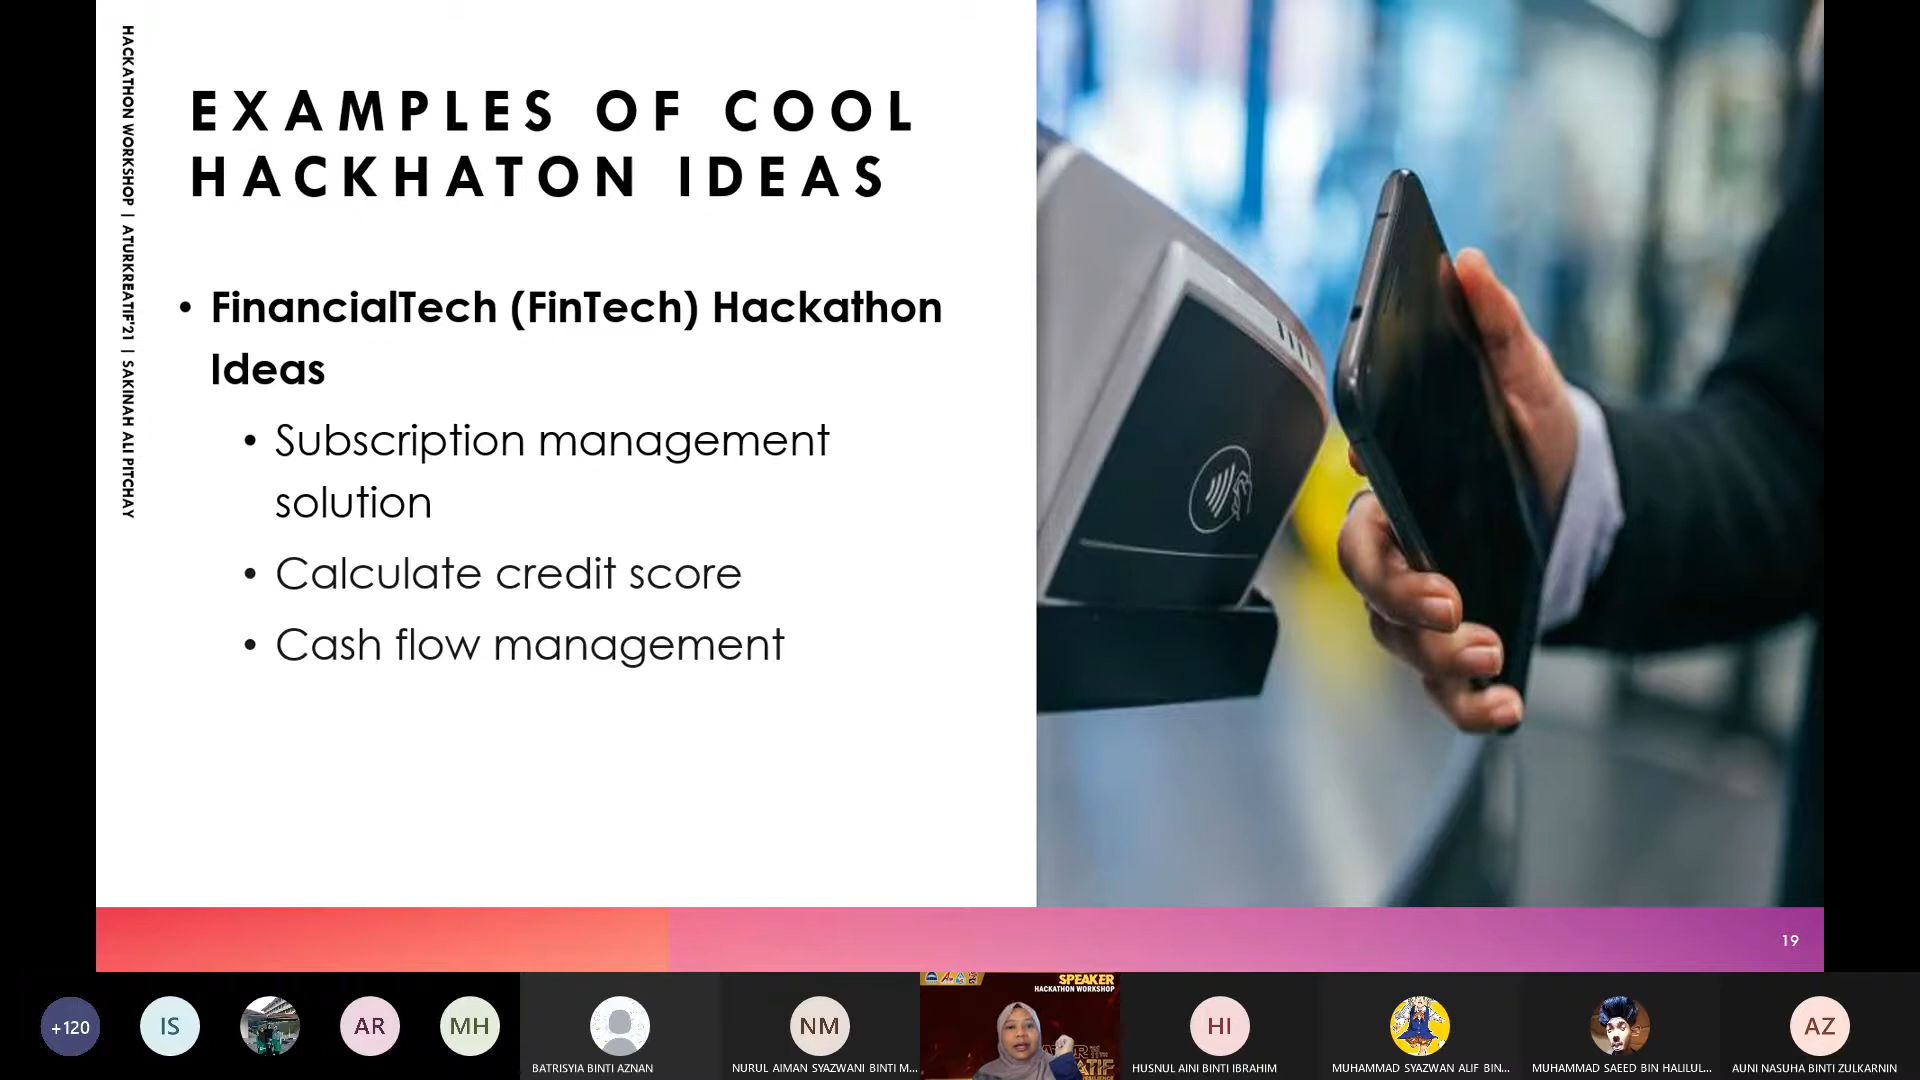 HACKATHON WORKSHOP | ATURKREATIF'21 | SAKINAH ALI PITCHAY
EXAMPLES OF COOL
HACKHATON IDEAS
• FinancialTech (FinTech) Hackathon
Ideas
• Subscription management
solution
• Calculate credit score
• Cash flow management
19
SPEAKER
HACKATHON WORKSHOP
+120
IS
AR
MH
BATRISYIA BINTI AZNAN
NM
NURUL AIMAN SYAZWANI BINTI M...
HI
HUSNUL AINI BINTI IBRAHIM
MUHAMMAD SYAZWAN ALIF BIN...
MUHAMMAD SAEED BIN HALILUL...
AZ
AUNI NASUHA BINTI ZULKARNIN